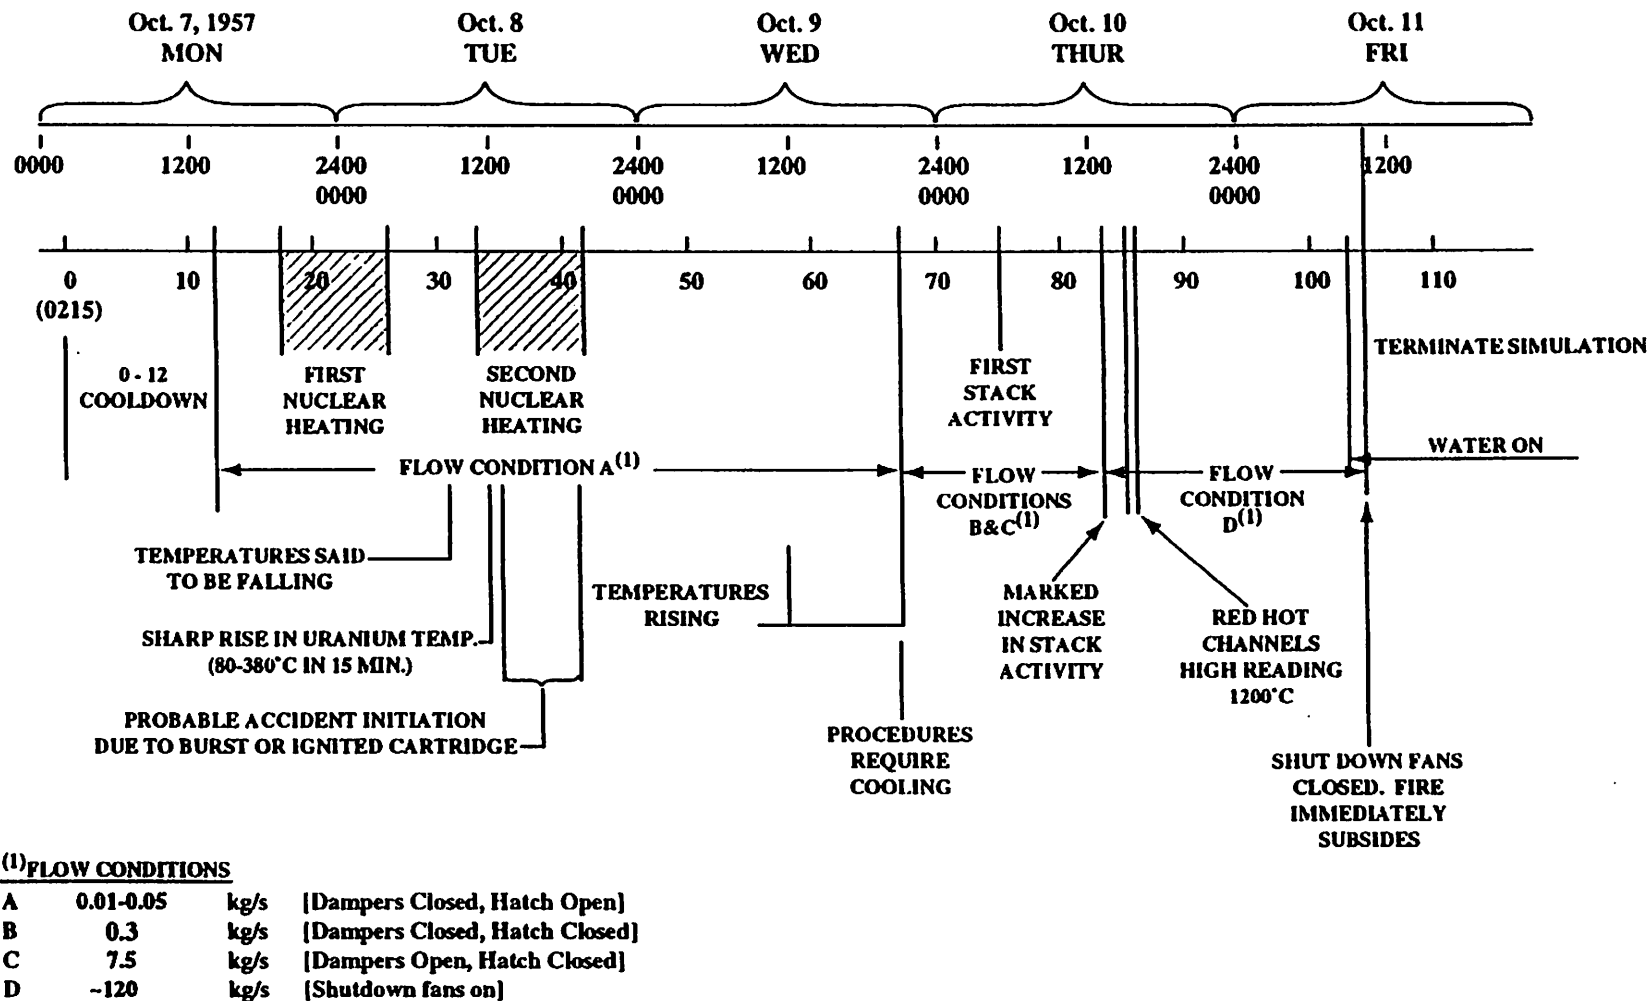 Oct. 7, 1957
MON
Oct. 8
TUE
Oct. 9
WED
Oct. 10
THUR
Oct. 11
FRI
0000
1200
2400
0000
1200
2400
0000
1200
2400
0000
1200
2400
0000
1200
0
(0215)
10
20
30
40
50
60
70
80
90
100
110
0 - 12
COOLDOWN
FIRST
NUCLEAR
HEATING
SECOND
NUCLEAR
HEATING
FIRST
STACK
ACTIVITY
TERMINATE SIMULATION
WATER ON
FLOW CONDITION A(1)
FLOW
CONDITIONS
B&C(1)
FLOW
CONDITION
D(1)
TEMPERATURES SAID
TO BE FALLING
TEMPERATURES
RISING
MARKED
INCREASE
IN STACK
ACTIVITY
RED HOT
CHANNELS
HIGH READING
1200°C
SHARP RISE IN URANIUM TEMP.
(80-380°C IN 15 MIN.)
PROBABLE ACCIDENT INITIATION
DUE TO BURST OR IGNITED CARTRIDGE
PROCEDURES
REQUIRE
COOLING
SHUT DOWN FANS
CLOSED. FIRE
IMMEDIATELY
SUBSIDES
(1)FLOW CONDITIONS
A 0.01-0.05 kg/s [Dampers Closed, Hatch Open]
B 0.3 kg/s [Dampers Closed, Hatch Closed]
C 7.5 kg/s [Dampers Open, Hatch Closed]
D ~120 kg/s [Shutdown fans on]